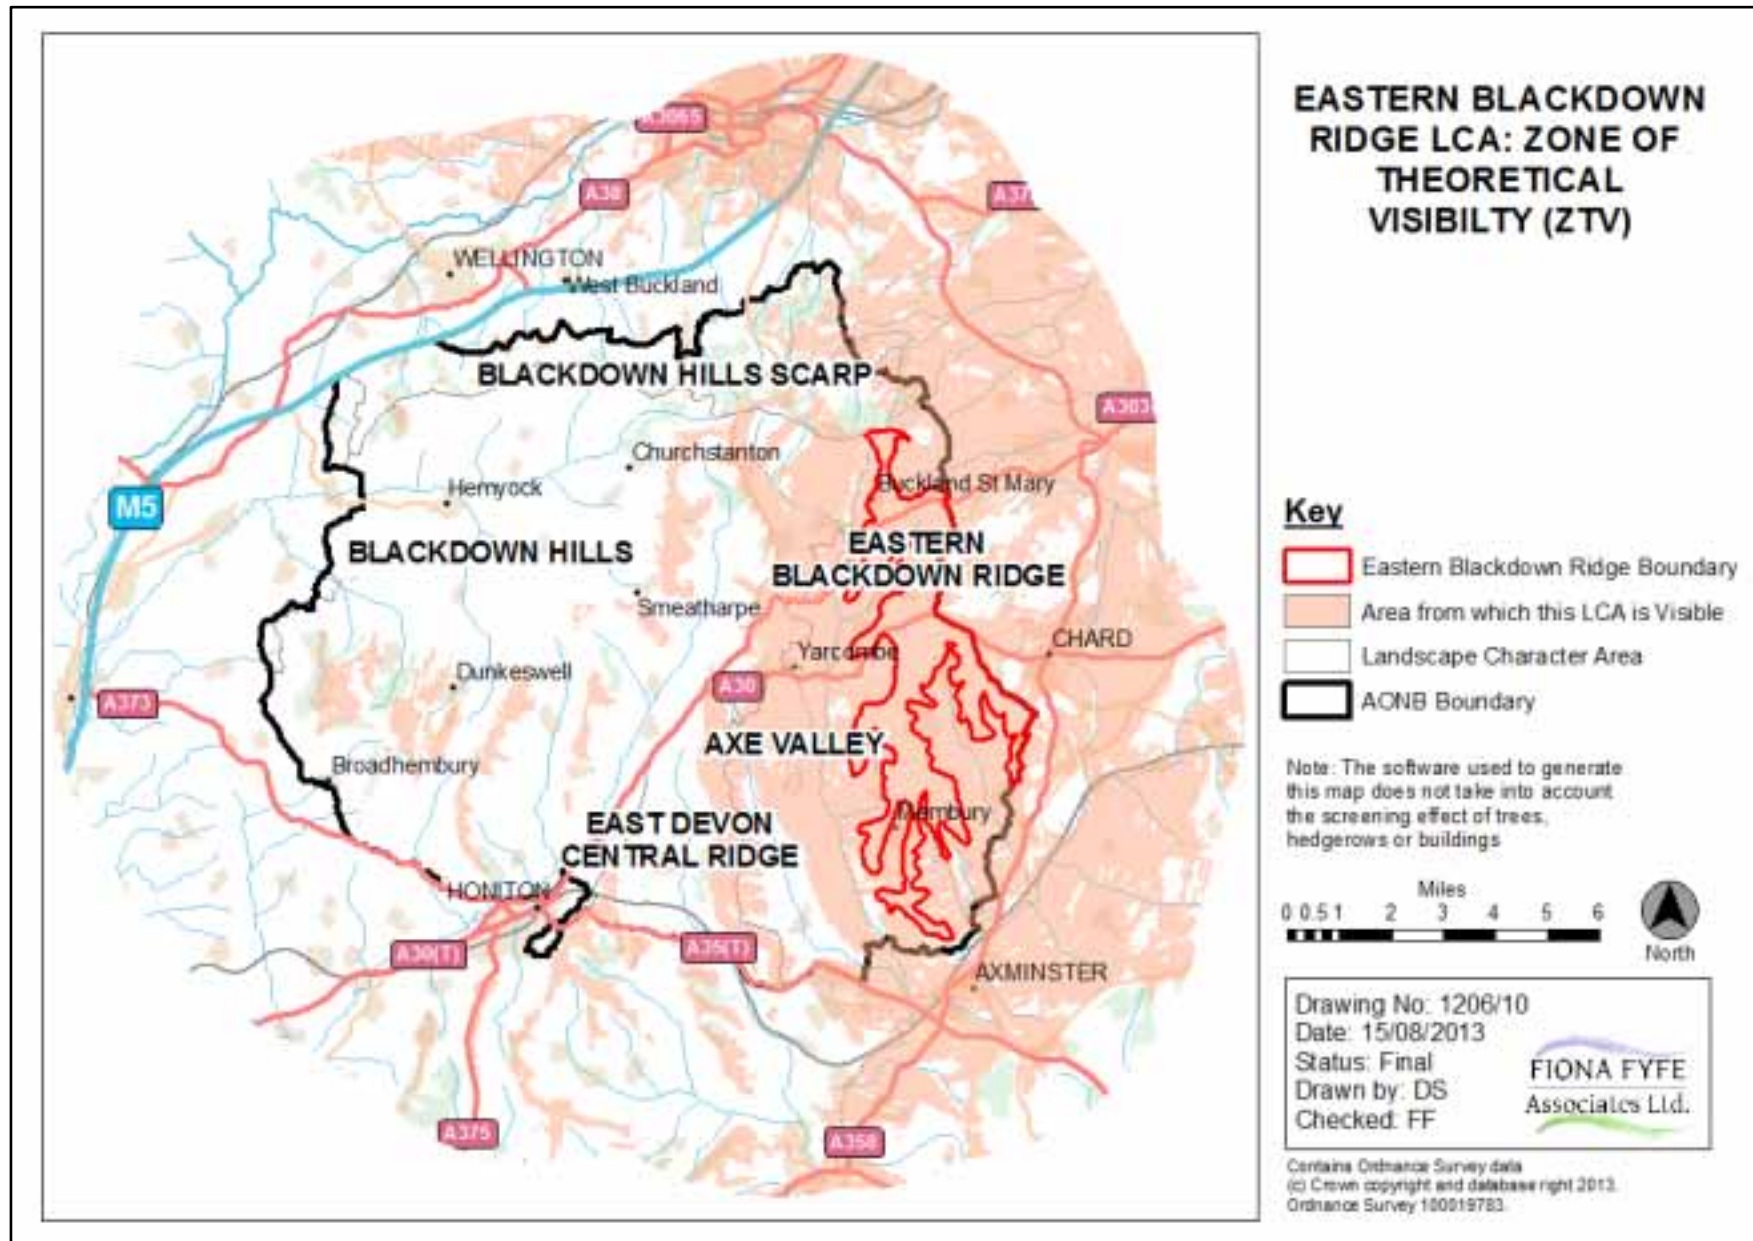 EASTERN BLACKDOWN
RIDGE LCA: ZONE OF
THEORETICAL
VISIBILTY (ZTV)
A38
WELLINGTON
West Buckland
BLACKDOWN HILLS SCARP
Churchstanton
Hemyock
M5
Buckland St Mary
BLACKDOWN HILLS
EASTERN
BLACKDOWN RIDGE
Smeatharpe
CHARD
Yarcombe
Dunkeswell
A30
A373
AXE VALLEY
Broadhembury
Membury
EAST DEVON
CENTRAL RIDGE
HONITON
A30(T)
A35(T)
AXMINSTER
A375
A358
Key
Eastern Blackdown Ridge Boundary
Area from which this LCA is Visible
Landscape Character Area
AONB Boundary
Note: The software used to generate
this map does not take into account
the screening effect of trees,
hedgerows or buildings
Miles
0 0.5 1 2 3 4 5 6
North
Drawing No: 1206/10
Date: 15/08/2013
Status: Final
Drawn by: DS
Checked: FF
FIONA FYFE
Associates Ltd.
Contains Ordnance Survey data
(c) Crown copyright and database right 2013.
Ordnance Survey 100019783.